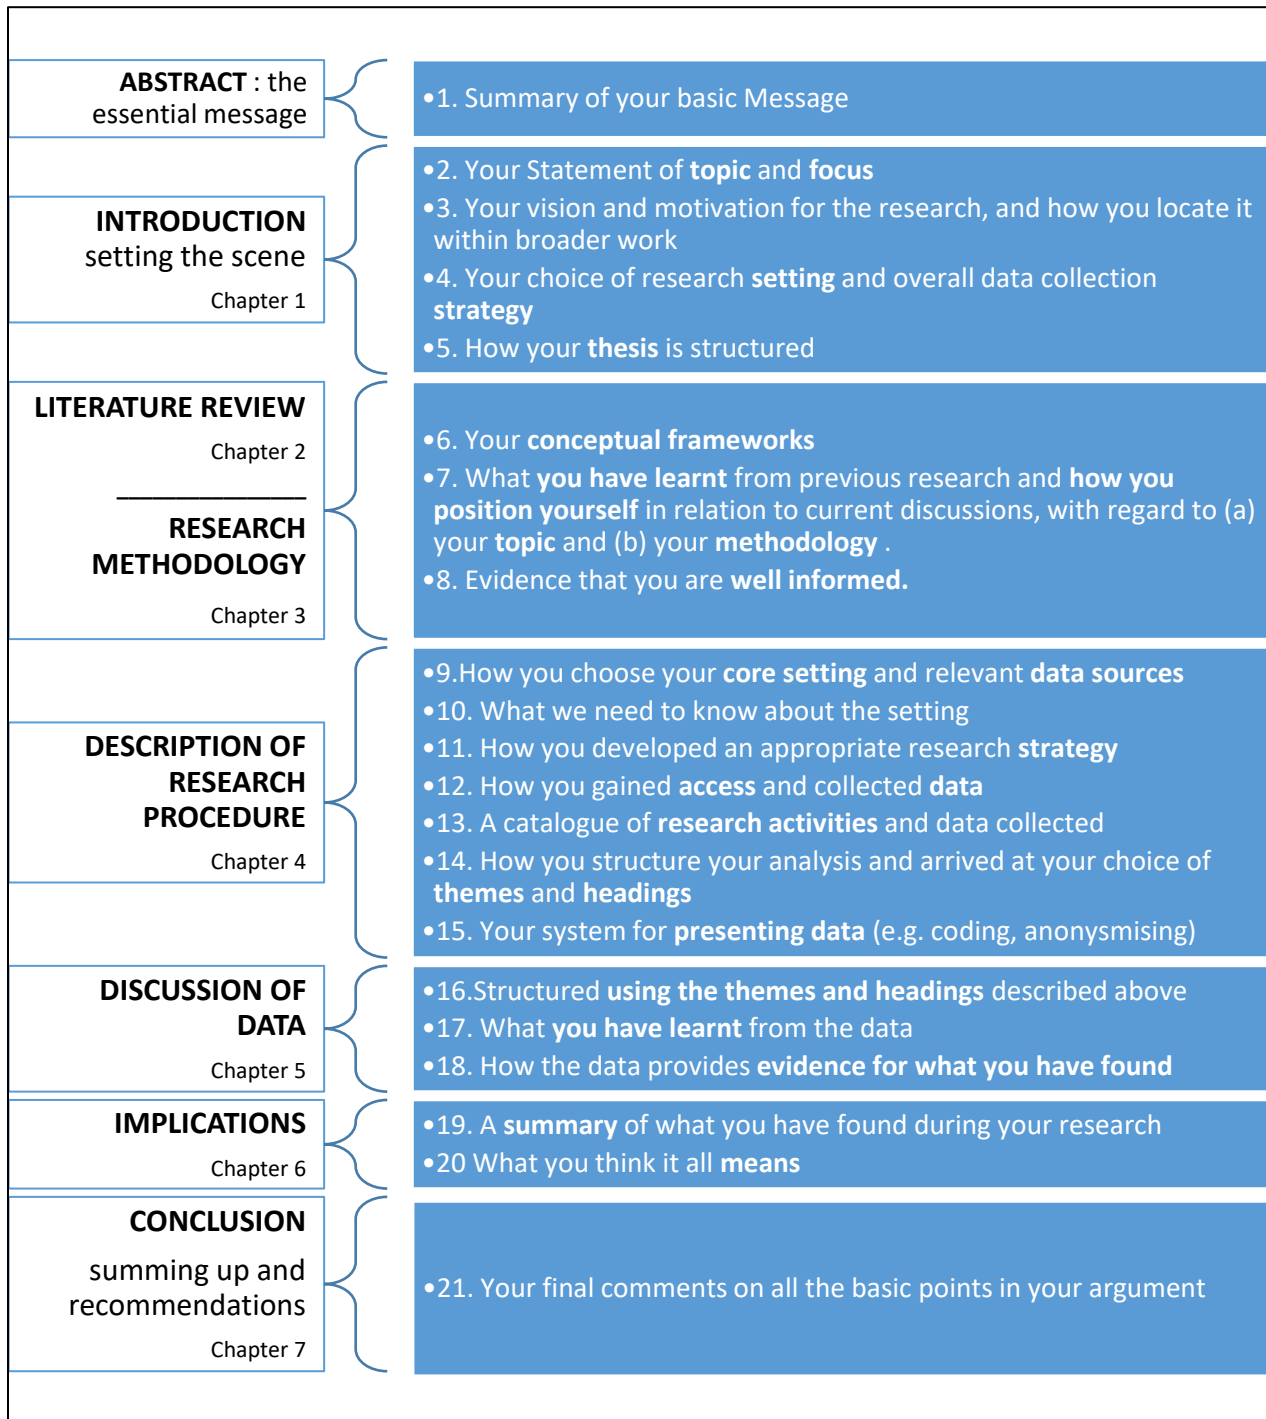 ABSTRACT : the
essential message
•1. Summary of your basic Message
INTRODUCTION
setting the scene
Chapter 1
•2. Your Statement of topic and focus
•3. Your vision and motivation for the research, and how you locate it
within broader work
•4. Your choice of research setting and overall data collection
strategy
•5. How your thesis is structured
LITERATURE REVIEW
Chapter 2
________________
RESEARCH
METHODOLOGY
Chapter 3
•6. Your conceptual frameworks
•7. What you have learnt from previous research and how you
position yourself in relation to current discussions, with regard to (a)
your topic and (b) your methodology .
•8. Evidence that you are well informed.
DESCRIPTION OF
RESEARCH
PROCEDURE
Chapter 4
•9.How you choose your core setting and relevant data sources
•10. What we need to know about the setting
•11. How you developed an appropriate research strategy
•12. How you gained access and collected data
•13. A catalogue of research activities and data collected
•14. How you structure your analysis and arrived at your choice of
themes and headings
•15. Your system for presenting data (e.g. coding, anonysmising)
DISCUSSION OF
DATA
Chapter 5
•16.Structured using the themes and headings described above
•17. What you have learnt from the data
•18. How the data provides evidence for what you have found
IMPLICATIONS
Chapter 6
•19. A summary of what you have found during your research
•20 What you think it all means
CONCLUSION
summing up and
recommendations
Chapter 7
•21. Your final comments on all the basic points in your argument